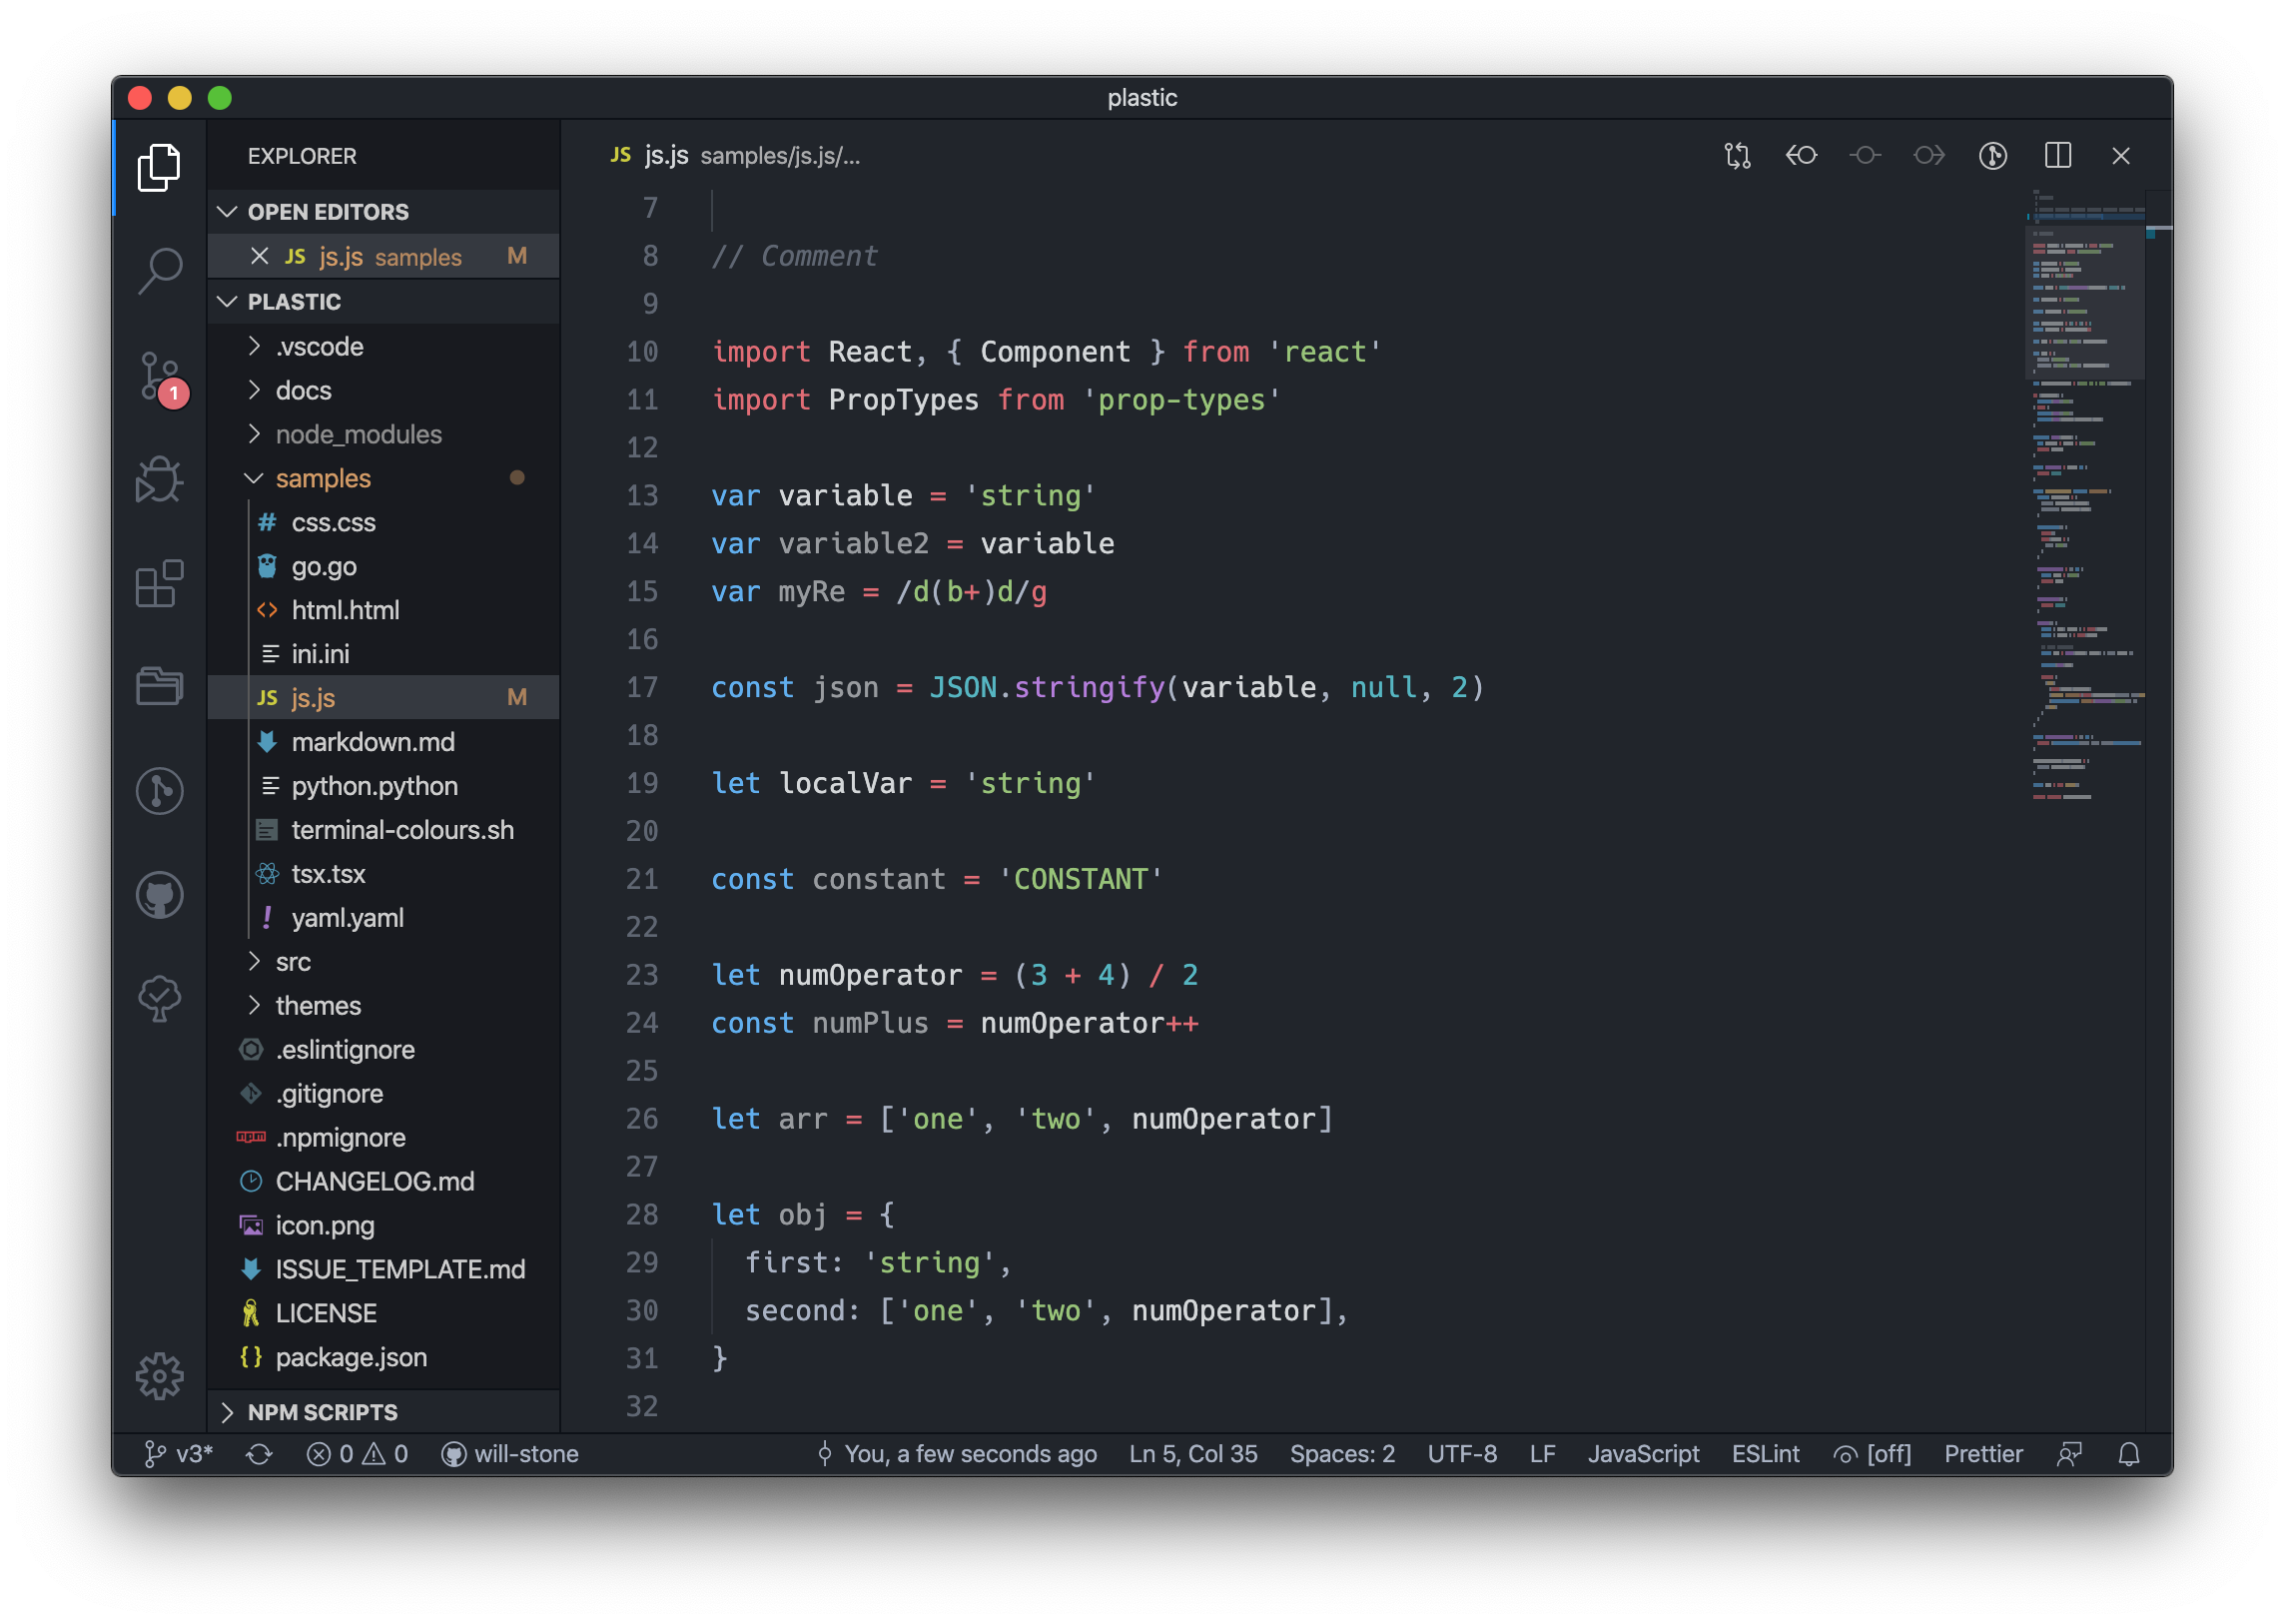 plastic
EXPLORER
OPEN EDITORS
JS js.js samples M
PLASTIC
.vscode
docs
node_modules
samples
# css.css
go.go
<> html.html
ini.ini
JS js.js M
markdown.md
python.python
terminal-colours.sh
tsx.tsx
! yaml.yaml
src
themes
.eslintignore
.gitignore
npm .npmignore
CHANGELOG.md
icon.png
ISSUE_TEMPLATE.md
LICENSE
{} package.json
NPM SCRIPTS
1
JS js.js samples/js.js/...
7
8 // Comment
9
10 import React, { Component } from 'react'
11 import PropTypes from 'prop-types'
12
13 var variable = 'string'
14 var variable2 = variable
15 var myRe = /d(b+)d/g
16
17 const json = JSON.stringify(variable, null, 2)
18
19 let localVar = 'string'
20
21 const constant = 'CONSTANT'
22
23 let numOperator = (3 + 4) / 2
24 const numPlus = numOperator++
25
26 let arr = ['one', 'two', numOperator]
27
28 let obj = {
29   first: 'string',
30   second: ['one', 'two', numOperator],
31 }
32
v3* 0 0 will-stone You, a few seconds ago Ln 5, Col 35 Spaces: 2 UTF-8 LF JavaScript ESLint [off] Prettier